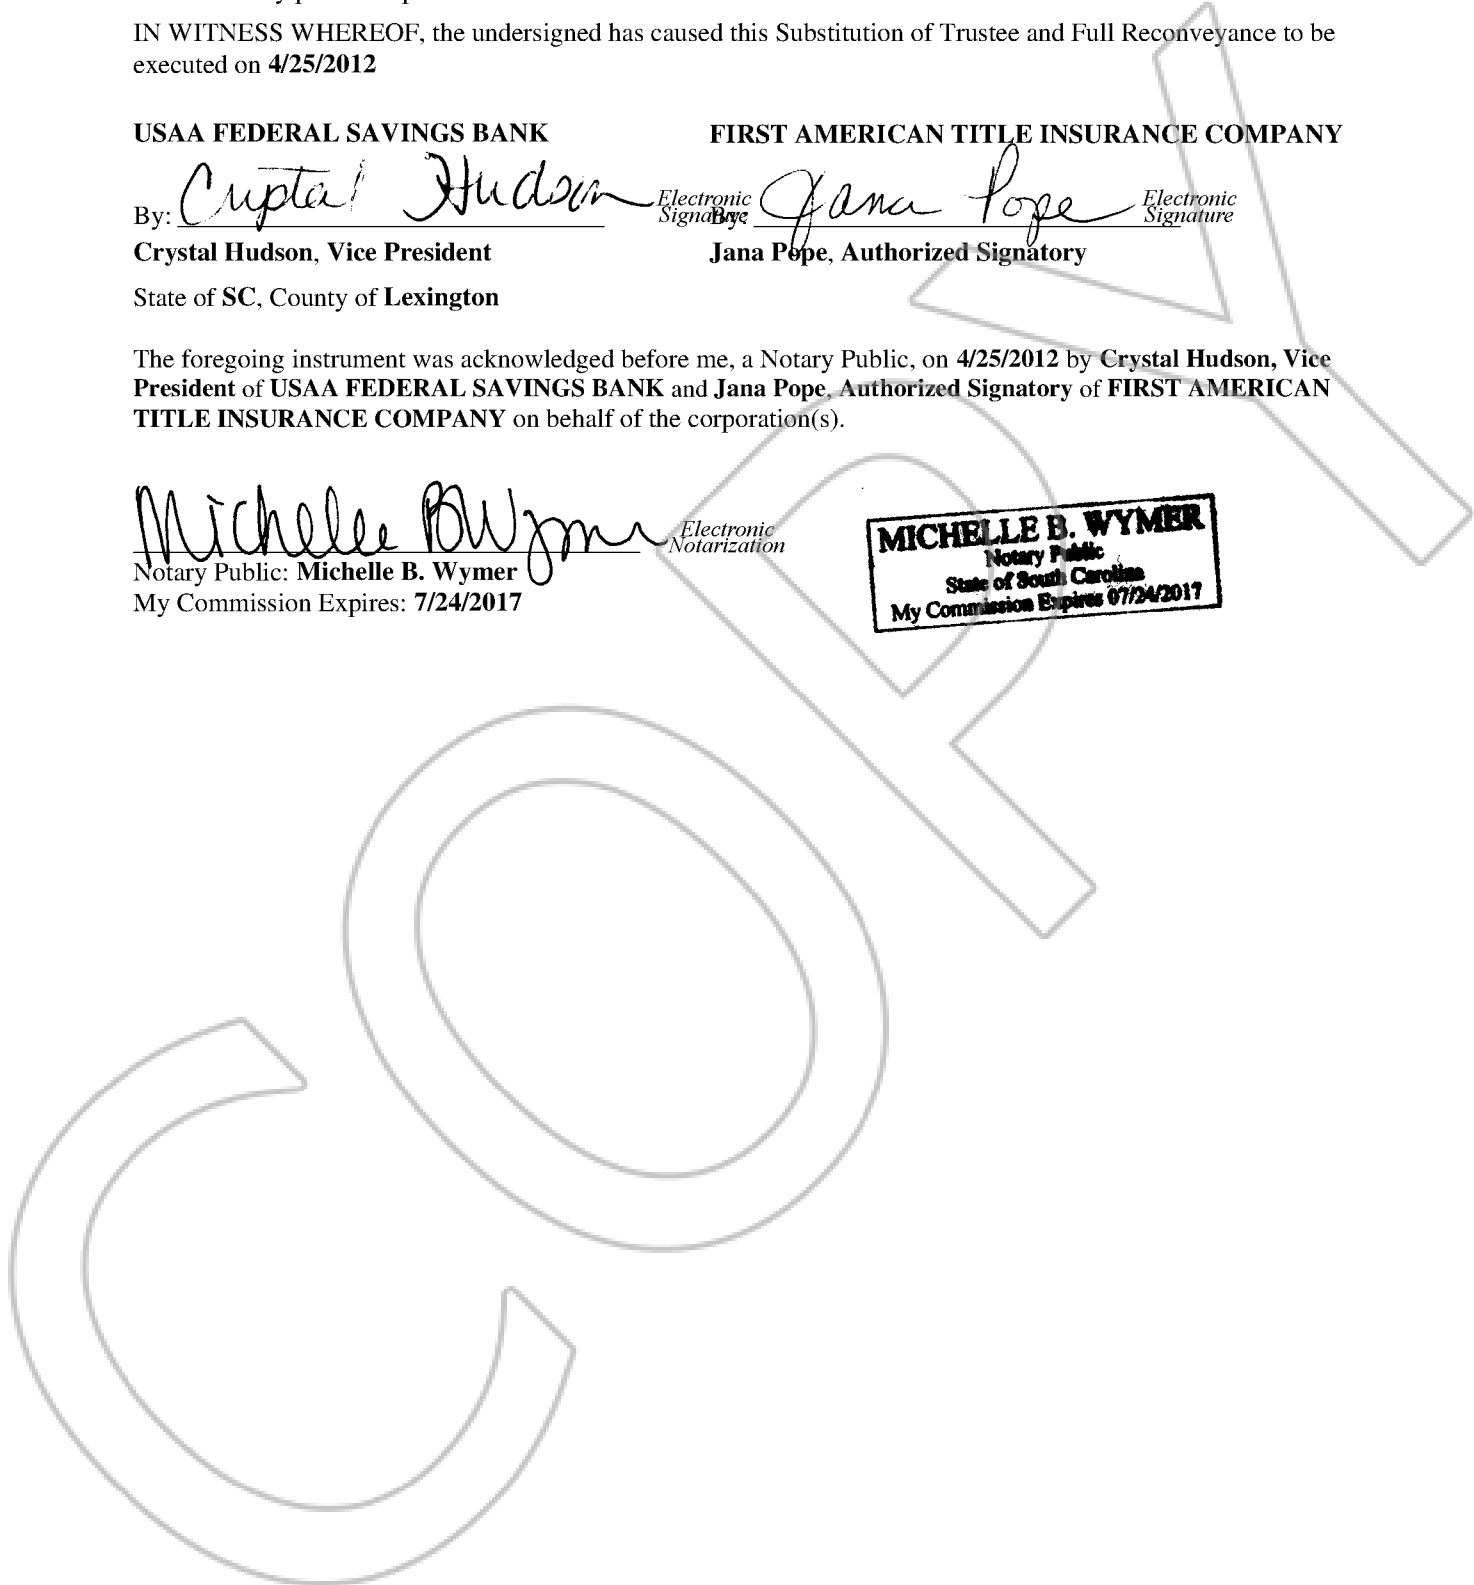 IN WITNESS WHEREOF, the undersigned has caused this Substitution of Trustee and Full Reconveyance to be
executed on 4/25/2012
USAA FEDERAL SAVINGS BANK
FIRST AMERICAN TITLE INSURANCE COMPANY
By: Crystal Hudson Electronic
Signature
By: Jana Pope Electronic
Signature
Crystal Hudson, Vice President
Jana Pope, Authorized Signatory
State of SC, County of Lexington
The foregoing instrument was acknowledged before me, a Notary Public, on 4/25/2012 by Crystal Hudson, Vice
President of USAA FEDERAL SAVINGS BANK and Jana Pope, Authorized Signatory of FIRST AMERICAN
TITLE INSURANCE COMPANY on behalf of the corporation(s).
Michelle B Wymer Electronic
Notarization
Notary Public: Michelle B. Wymer
My Commission Expires: 7/24/2017
MICHELLE B. WYMER
Notary Public
State of South Carolina
My Commission Expires 07/24/2017
COPY